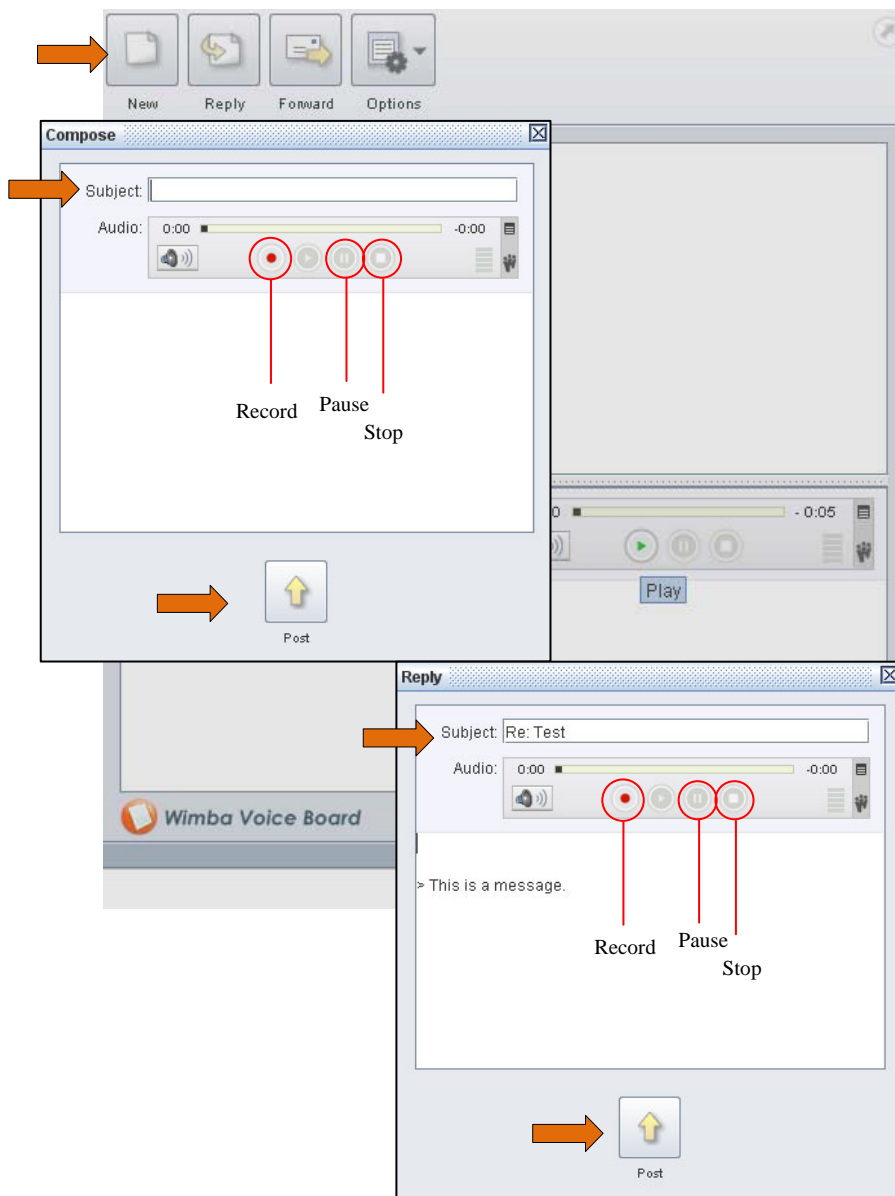 New Reply Forward Options
Compose
Subject:
Audio: 0:00 -0:00
Record Pause
Stop
Post
0 - 0:05
Play
Reply
Subject: Re: Test
Audio: 0:00 -0:00
Wimba Voice Board
> This is a message.
Record Pause
Stop
Post